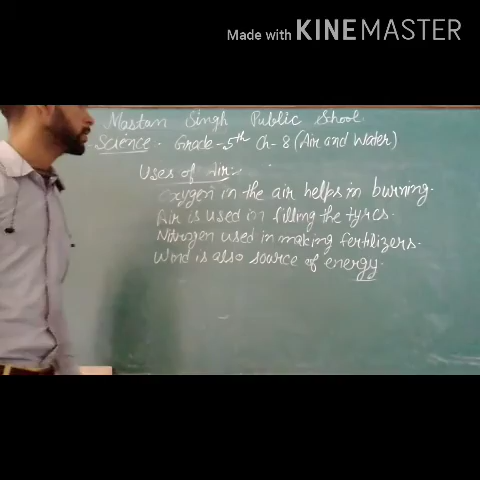 Made with KINEMASTER
Mastan Singh Public Shool.
Science. Grade-5th Ch-8 (Air and Water)
Uses of Air:-
Oxygen in the air helps in burning.
Air is used in filling the tyres.
Nitrogen used in making fertilizers.
Wind is also source of energy.